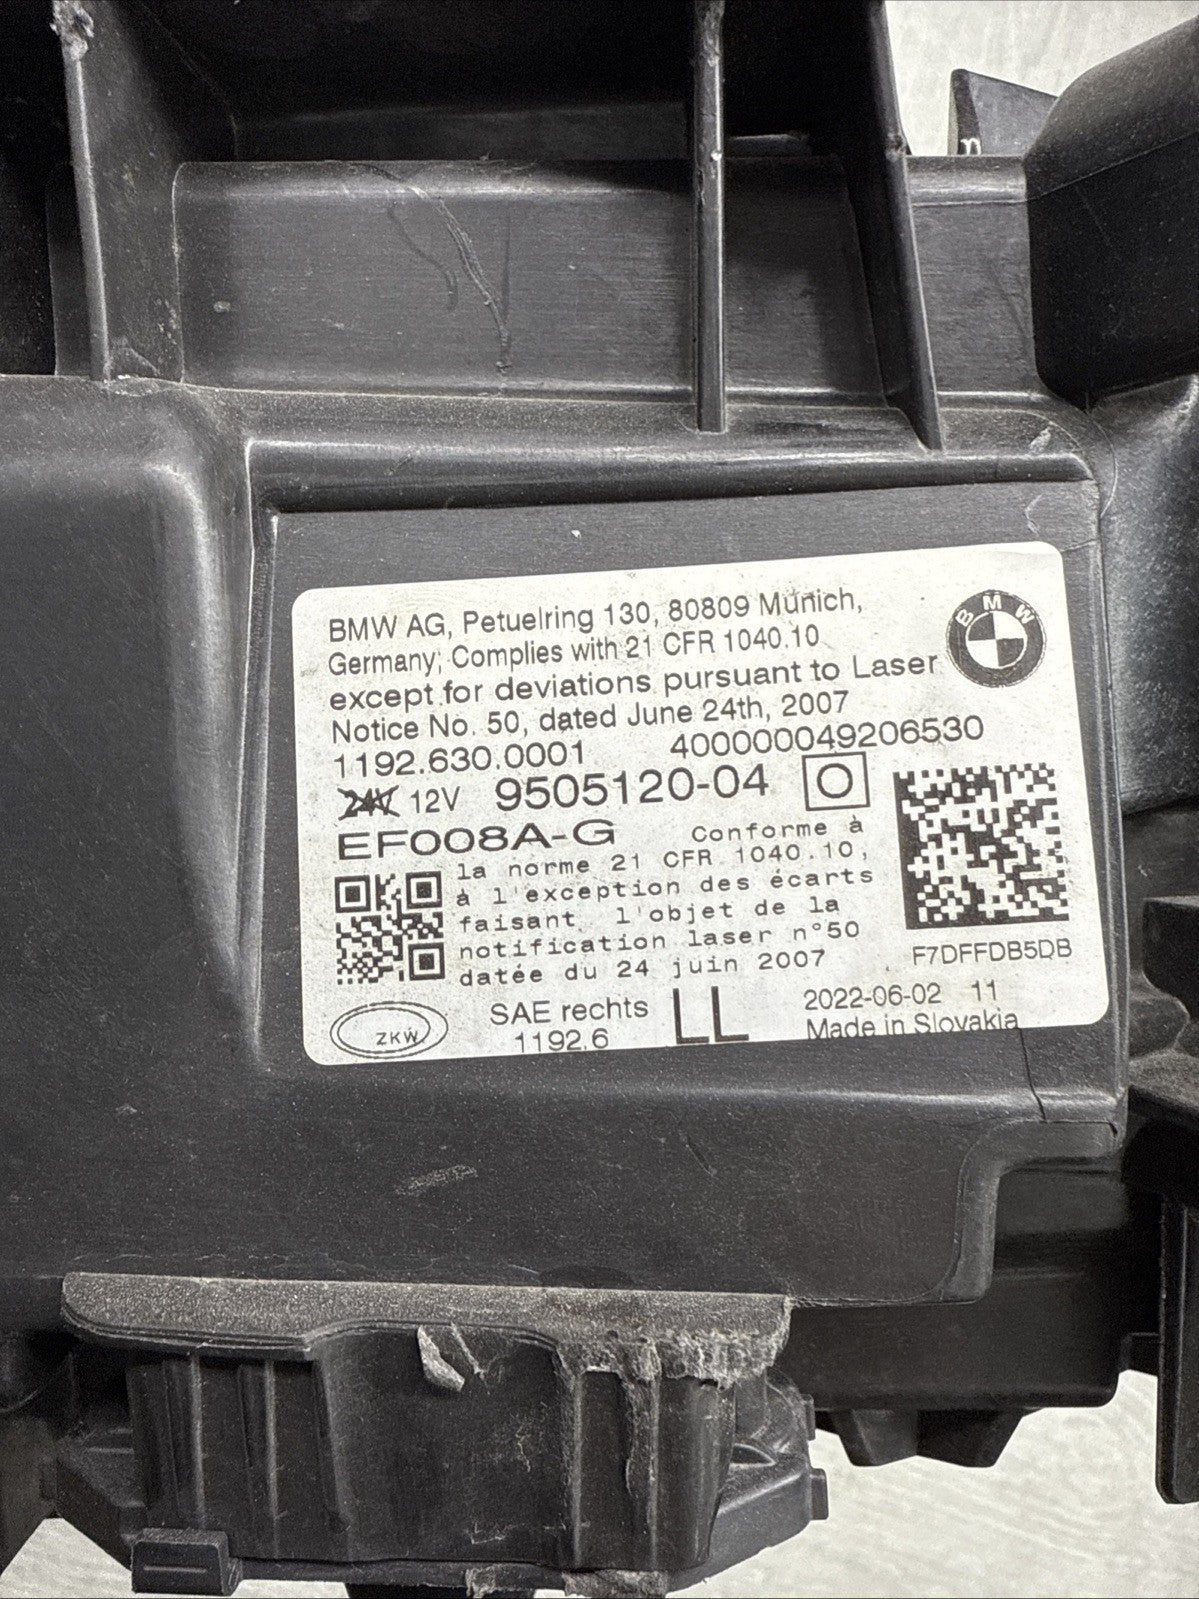 BMW AG, Petuelring 130, 80809 Munich,
Germany; Complies with 21 CFR 1040.10
except for deviations pursuant to Laser
Notice No. 50, dated June 24th, 2007
BMW
1192.630.0001 400000049206530
24V 12V 9505120-04 O
EF008A-G Conforme à
la norme 21 CFR 1040.10,
à l'exception des écarts
faisant l'objet de la
notification laser n°50
datée du 24 juin 2007
F7DFFDB5DB
ZKW
SAE rechts
1192.6
LL
2022-06-02 11
Made in Slovakia